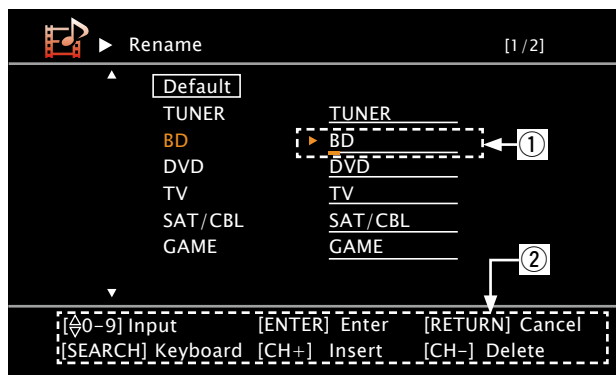 Rename [1/2]
Default
TUNER TUNER
BD BD
DVD DVD
TV TV
SAT/CBL SAT/CBL
GAME GAME
①
②
[0-9] Input [ENTER] Enter [RETURN] Cancel
[SEARCH] Keyboard [CH+] Insert [CH-] Delete